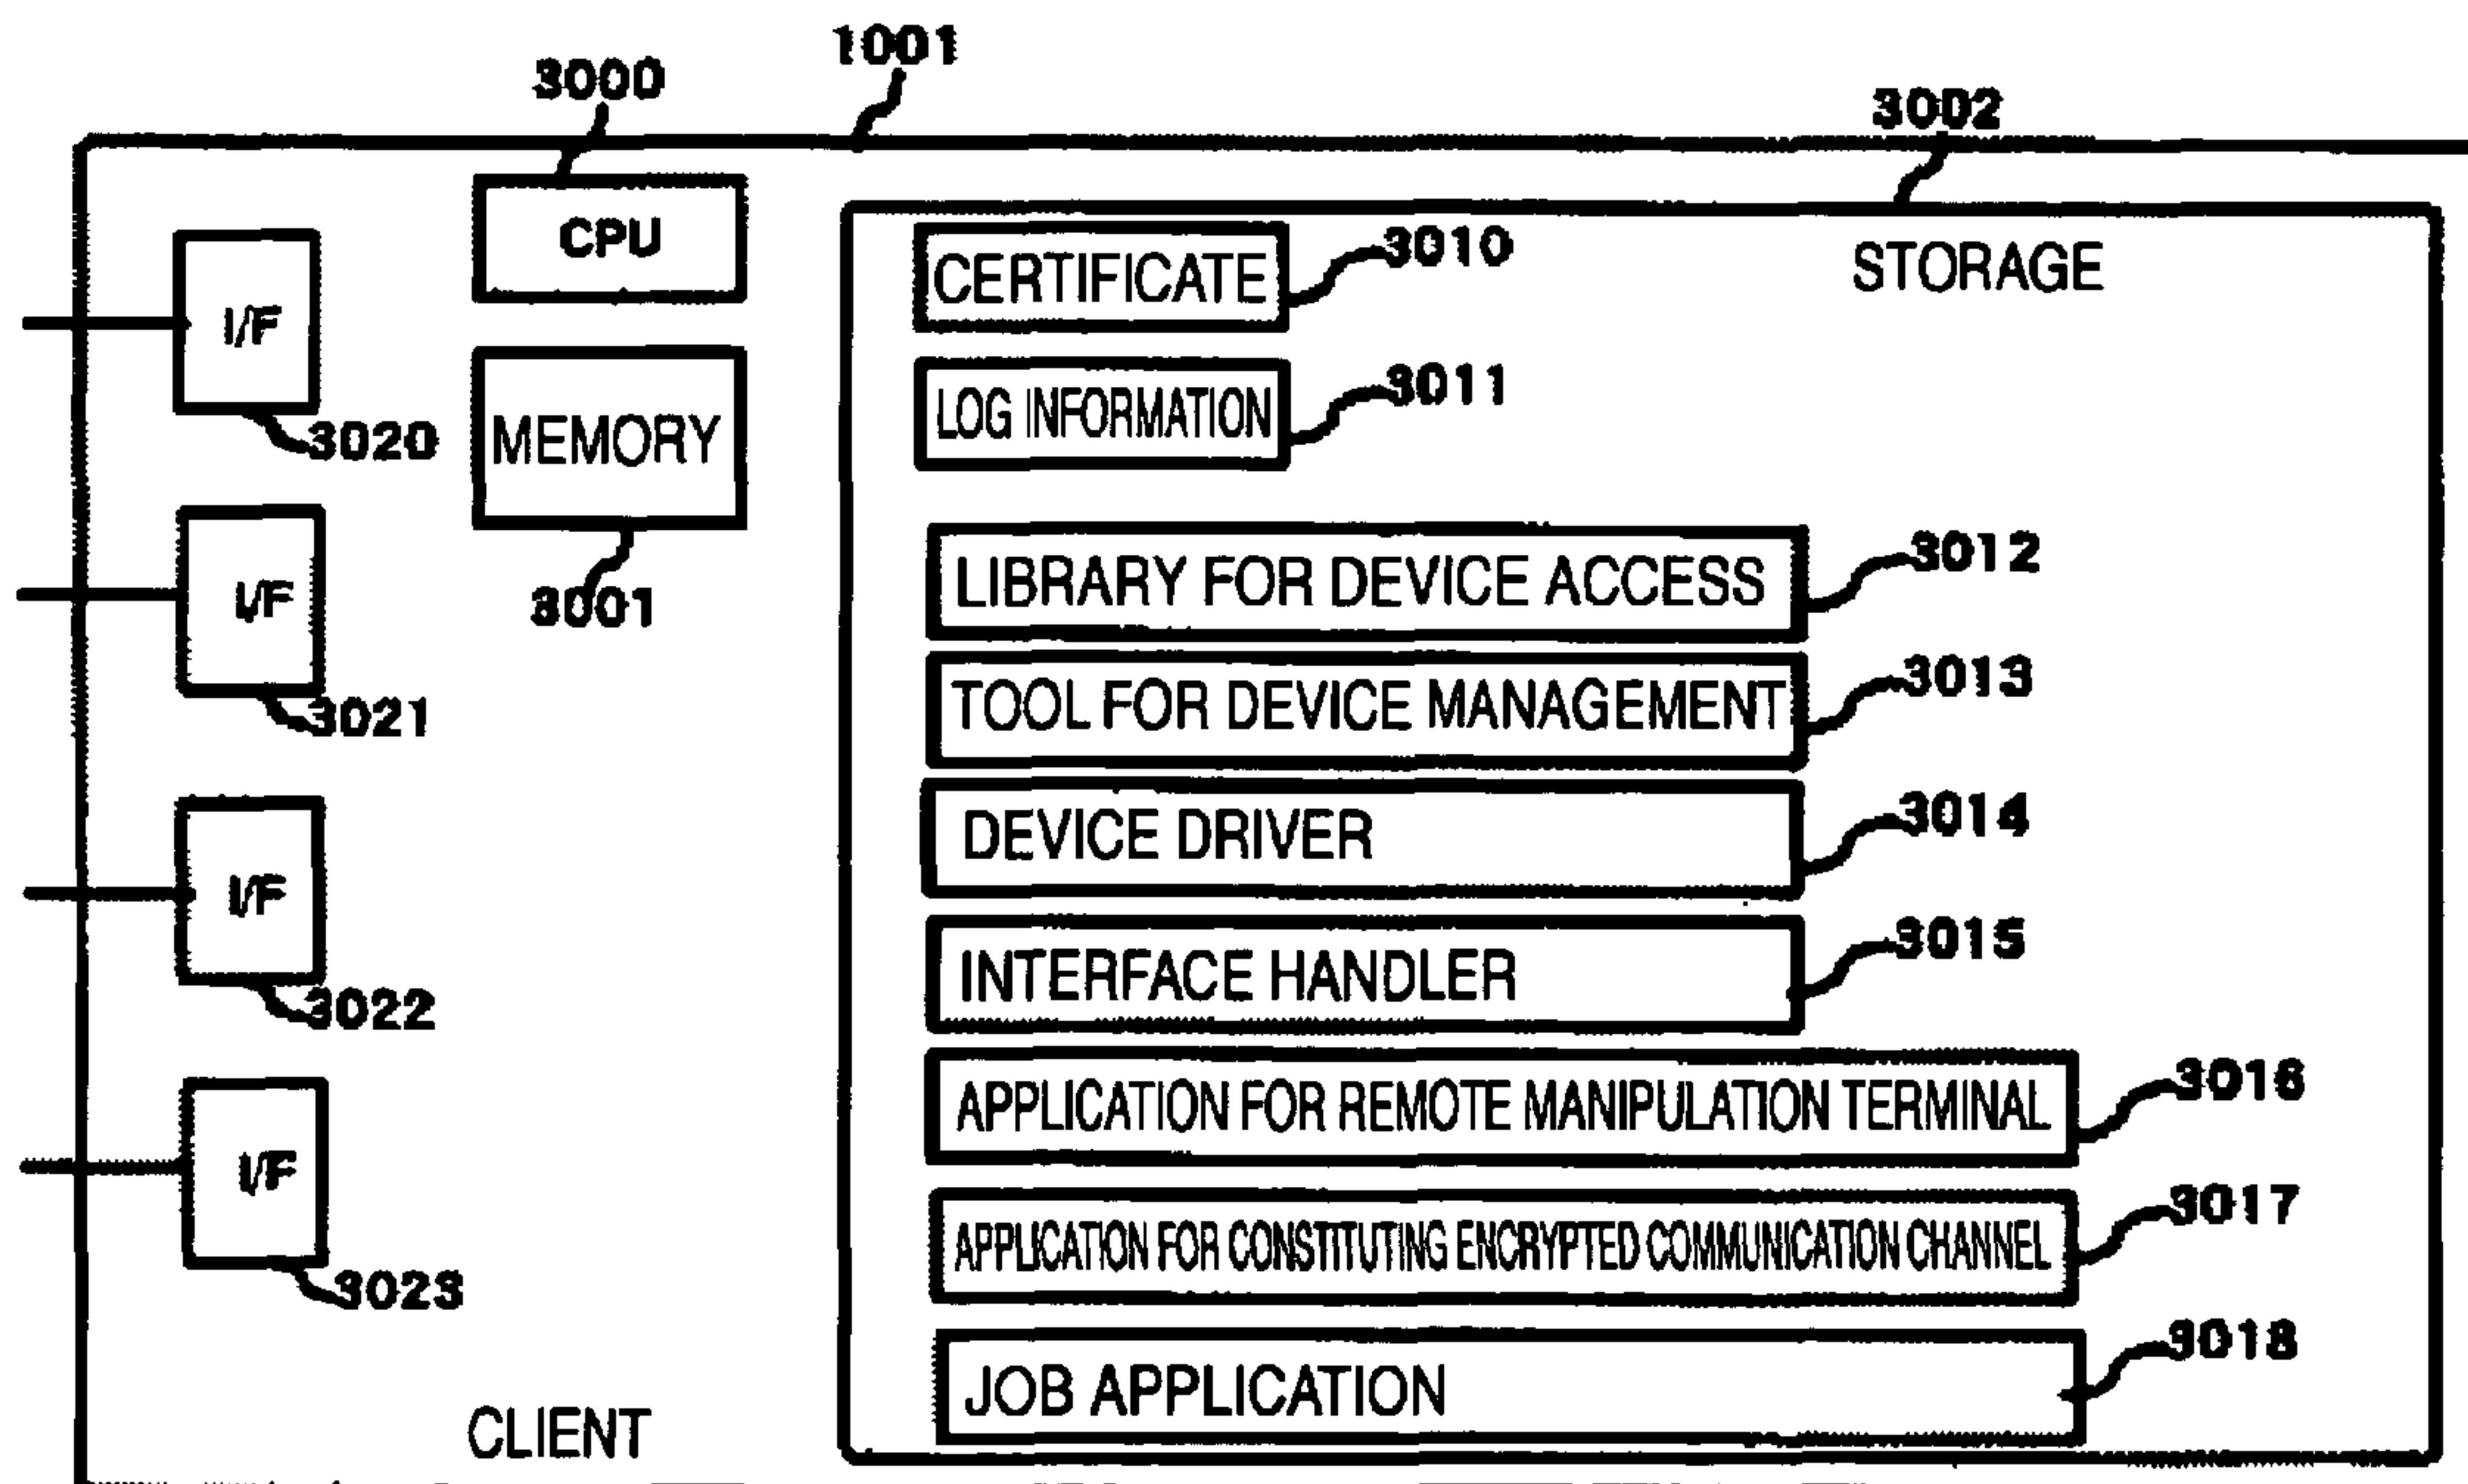 1001
3000
3002
CPU
CERTIFICATE
3010
STORAGE
I/F
3020
LOG INFORMATION
3011
MEMORY
3001
I/F
3021
LIBRARY FOR DEVICE ACCESS
3012
TOOL FOR DEVICE MANAGEMENT
3013
DEVICE DRIVER
3014
I/F
3022
INTERFACE HANDLER
3015
APPLICATION FOR REMOTE MANIPULATION TERMINAL
3016
I/F
3023
APPLICATION FOR CONSTITUTING ENCRYPTED COMMUNICATION CHANNEL
3017
JOB APPLICATION
3018
CLIENT